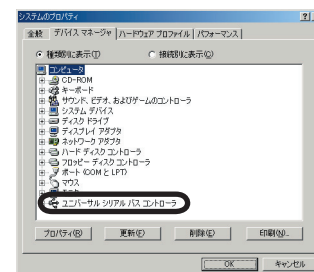 システムのプロパティ
?
全般 デバイス マネージャ ハードウェア プロファイル パフォーマンス
種類別に表示(T) 接続別に表示(C)
コンピュータ
CD-ROM
キーボード
サウンド、ビデオ、およびゲームのコントローラ
システム デバイス
ディスク ドライブ
ディスプレイ アダプタ
ネットワーク アダプタ
ハード ディスク コントローラ
フロッピー ディスク コントローラ
ポート (COM と LPT)
マウス
ユニバーサル シリアル バス コントローラ
プロパティ(R) 更新(F) 削除(E) 印刷(N)...
OK キャンセル